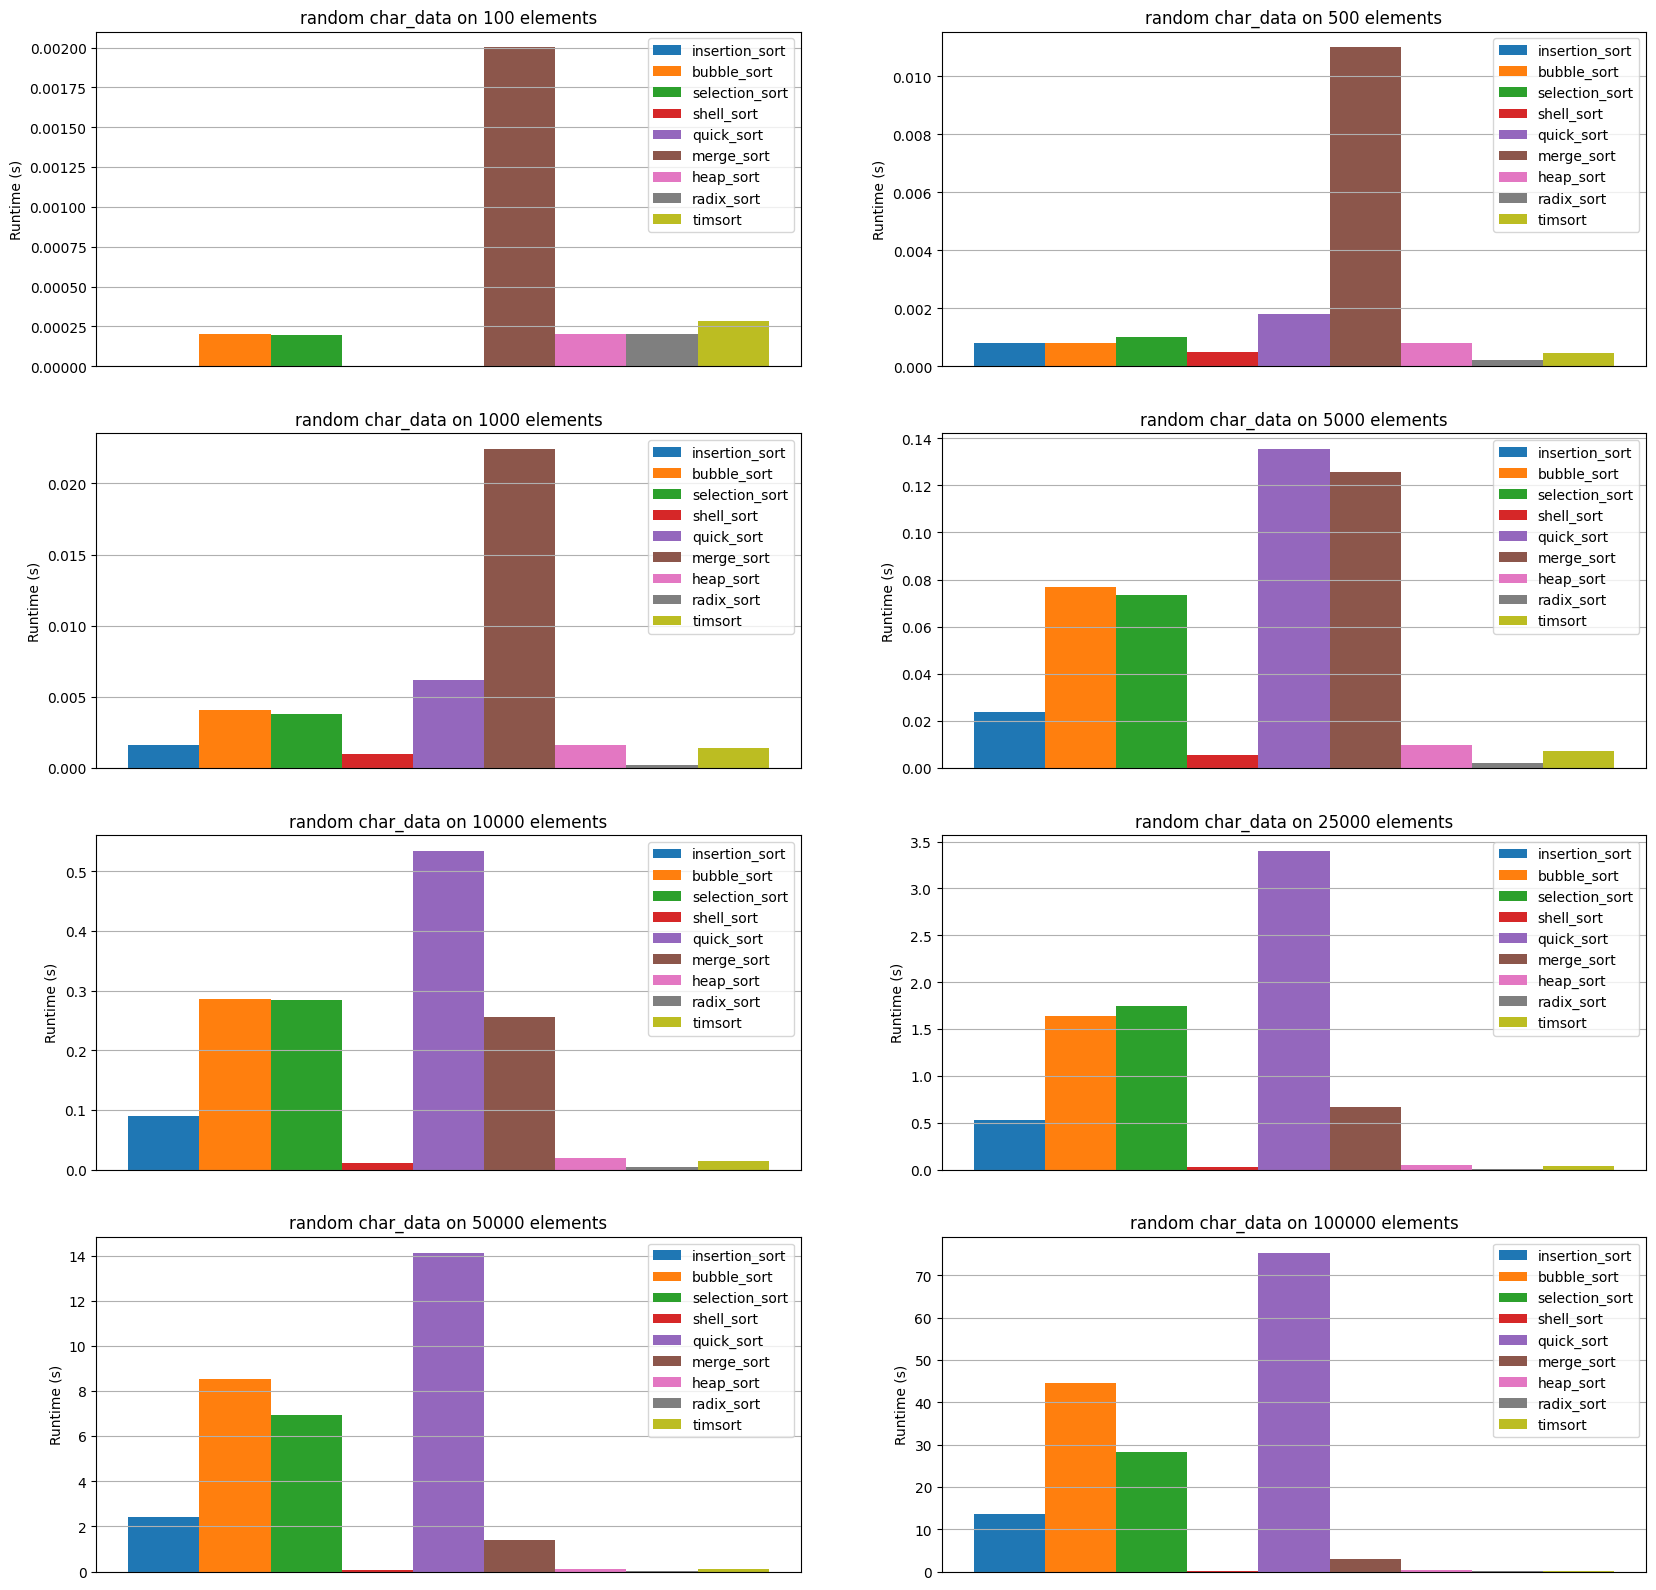 random char_data on 100 elements
Runtime (s)
0.00200
0.00175
0.00150
0.00125
0.00100
0.00075
0.00050
0.00025
0.00000
insertion_sort
bubble_sort
selection_sort
shell_sort
quick_sort
merge_sort
heap_sort
radix_sort
timsort
random char_data on 500 elements
Runtime (s)
0.010
0.008
0.006
0.004
0.002
0.000
insertion_sort
bubble_sort
selection_sort
shell_sort
quick_sort
merge_sort
heap_sort
radix_sort
timsort
random char_data on 1000 elements
Runtime (s)
0.020
0.015
0.010
0.005
0.000
insertion_sort
bubble_sort
selection_sort
shell_sort
quick_sort
merge_sort
heap_sort
radix_sort
timsort
random char_data on 5000 elements
Runtime (s)
0.14
0.12
0.10
0.08
0.06
0.04
0.02
0.00
insertion_sort
bubble_sort
selection_sort
shell_sort
quick_sort
merge_sort
heap_sort
radix_sort
timsort
random char_data on 10000 elements
Runtime (s)
0.5
0.4
0.3
0.2
0.1
0.0
insertion_sort
bubble_sort
selection_sort
shell_sort
quick_sort
merge_sort
heap_sort
radix_sort
timsort
random char_data on 25000 elements
Runtime (s)
3.5
3.0
2.5
2.0
1.5
1.0
0.5
0.0
insertion_sort
bubble_sort
selection_sort
shell_sort
quick_sort
merge_sort
heap_sort
radix_sort
timsort
random char_data on 50000 elements
Runtime (s)
14
12
10
8
6
4
2
0
insertion_sort
bubble_sort
selection_sort
shell_sort
quick_sort
merge_sort
heap_sort
radix_sort
timsort
random char_data on 100000 elements
Runtime (s)
70
60
50
40
30
20
10
0
insertion_sort
bubble_sort
selection_sort
shell_sort
quick_sort
merge_sort
heap_sort
radix_sort
timsort